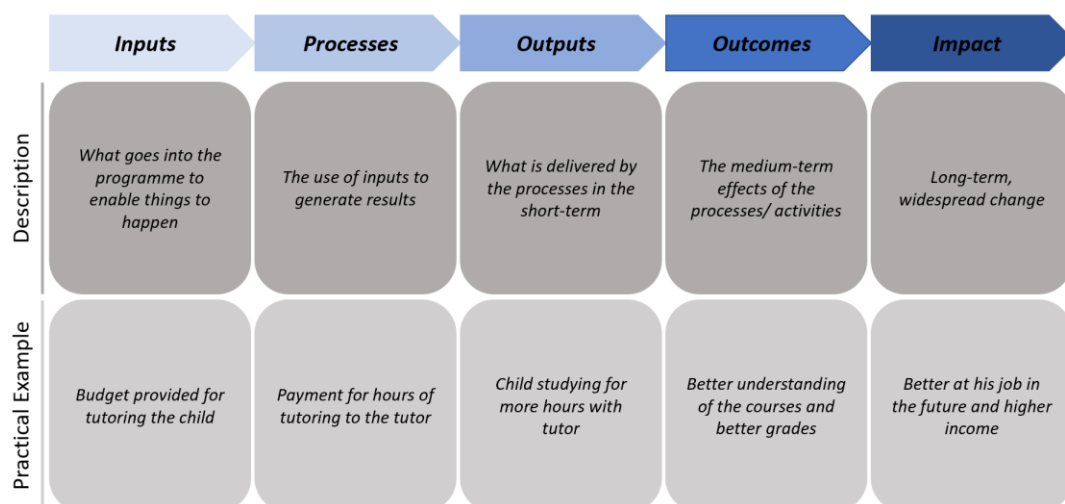 Inputs
Processes
Outputs
Outcomes
Impact
Description
What goes into the
programme to
enable things to
happen
The use of inputs to
generate results
What is delivered by
the processes in the
short-term
The medium-term
effects of the
processes/ activities
Long-term,
widespread change
Practical Example
Budget provided for
tutoring the child
Payment for hours of
tutoring to the tutor
Child studying for
more hours with
tutor
Better understanding
of the courses and
better grades
Better at his job in
the future and higher
income